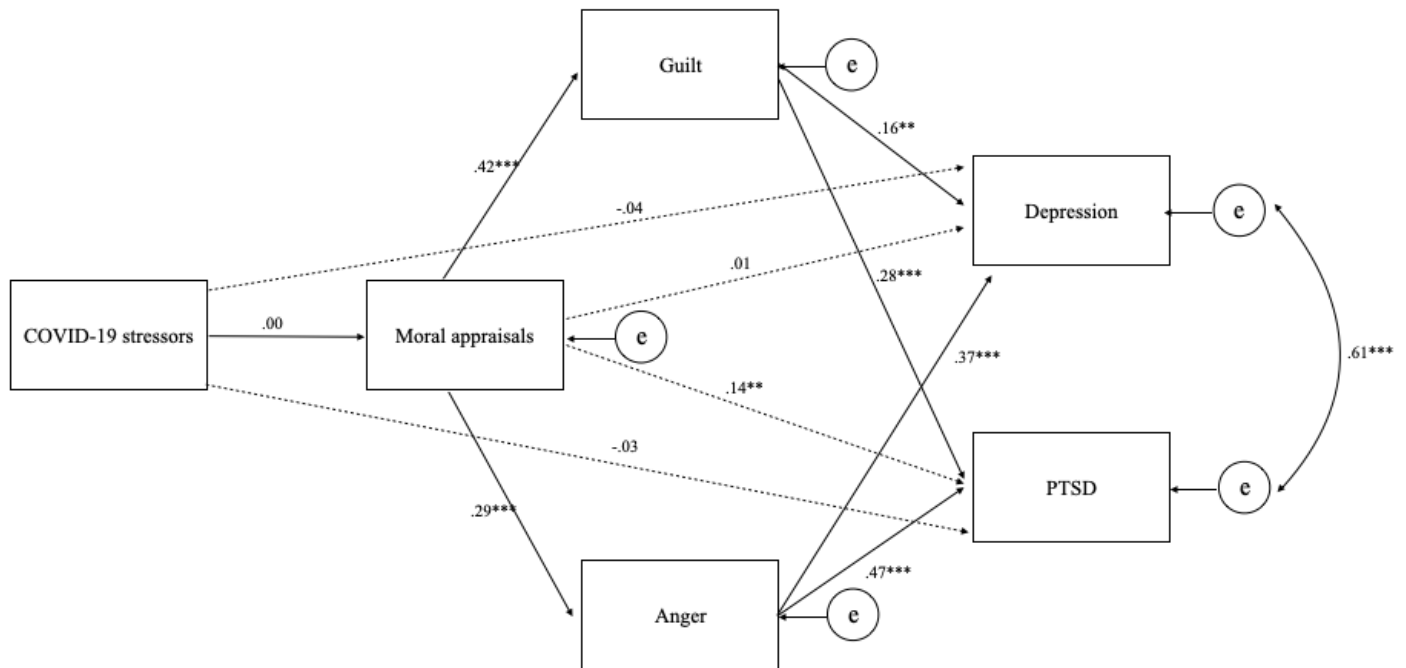 Guilt
e
.16**
.42***
Depression
e
-.04
.01
.28***
COVID-19 stressors
.00
Moral appraisals
e
.37***
.61***
.14**
-.03
PTSD
e
.29***
.47***
Anger
e